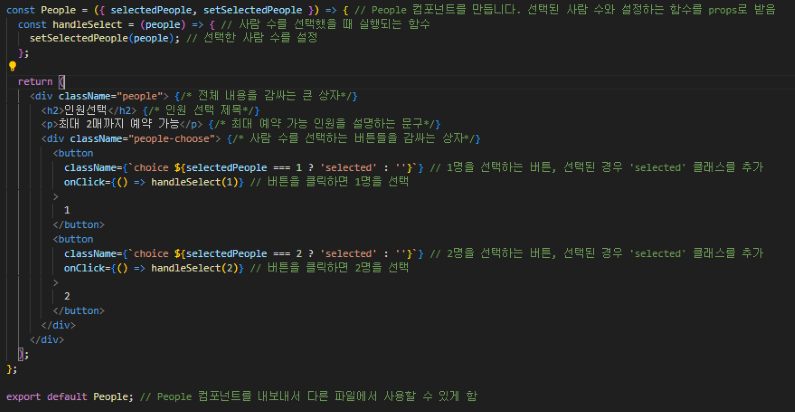 const People = ({ selectedPeople, setSelectedPeople }) => { // People 컴포넌트를 만듭니다. 선택된 사람 수와 설정하는 함수를 props로 받음
  const handleSelect = (people) => { // 사람 수를 선택했을 때 실행되는 함수
    setSelectedPeople(people); // 선택한 사람 수를 설정
  };

  return (
    <div className="people"> {/* 전체 내용을 감싸는 큰 상자*/}
      <h2>인원선택</h2> {/* 인원 선택 제목*/}
      <p>최대 2매까지 예약 가능</p> {/* 최대 예약 가능 인원을 설명하는 문구*/}
      <div className="people-choose"> {/* 사람 수를 선택하는 버튼들을 감싸는 상자*/}
        <button
          className={`choice ${selectedPeople === 1 ? 'selected' : ''}`} // 1명을 선택하는 버튼, 선택된 경우 'selected' 클래스를 추가
          onClick={() => handleSelect(1)} // 버튼을 클릭하면 1명을 선택
        >
          1
        </button>
        <button
          className={`choice ${selectedPeople === 2 ? 'selected' : ''}`} // 2명을 선택하는 버튼, 선택된 경우 'selected' 클래스를 추가
          onClick={() => handleSelect(2)} // 버튼을 클릭하면 2명을 선택
        >
          2
        </button>
      </div>
    </div>
  );
};

export default People; // People 컴포넌트를 내보내서 다른 파일에서 사용할 수 있게 함